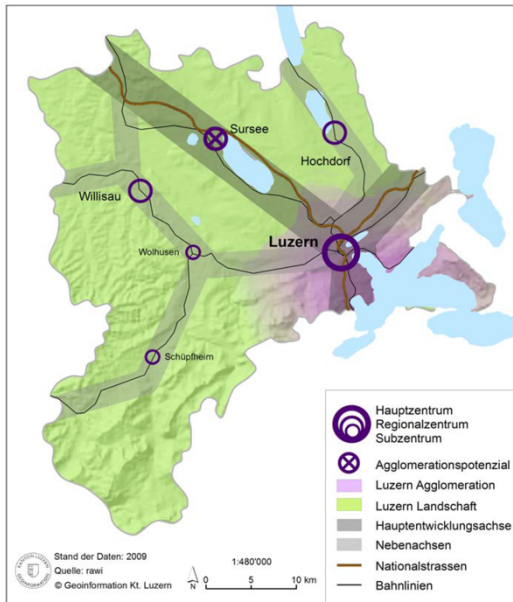 Sursee
Hochdorf
Willisau
Luzern
Wolhusen
Schüpfheim
Hauptzentrum
Regionalzentrum
Subzentrum
Agglomerationspotenzial
Luzern Agglomeration
Luzern Landschaft
Hauptentwicklungsachse
Nebenachsen
Nationalstrassen
Bahnlinien
Stand der Daten: 2009
Quelle: rawi
© Geoinformation Kt. Luzern
1:480'000
N
0 5 10 km